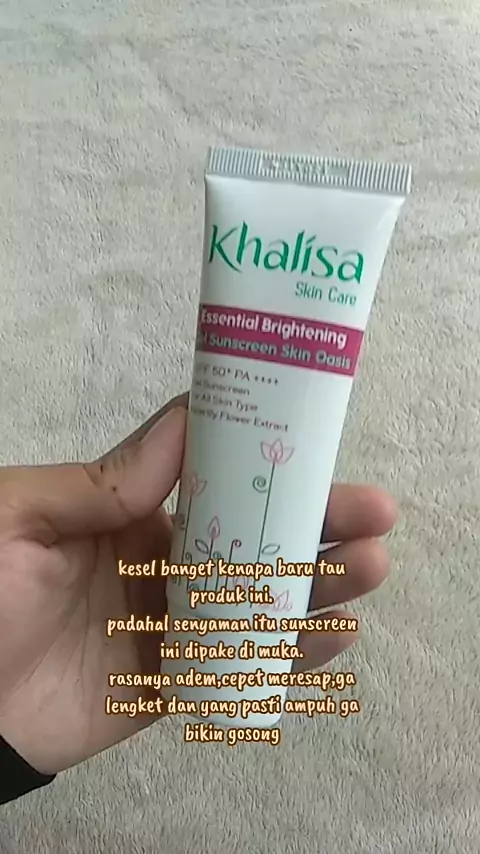 Khalisa
Skin Care
Essential Brightening
Sunscreen Skin Oasis
50+ PA ++++
Sunscreen
All Skin Type
Flower Extract
kesel banget kenapa baru tau
produk ini.
padahal senyaman itu sunscreen
ini dipake di muka.
rasanya adem,cepet meresap,ga
lengket dan yang pasti ampuh ga
bikin gosong